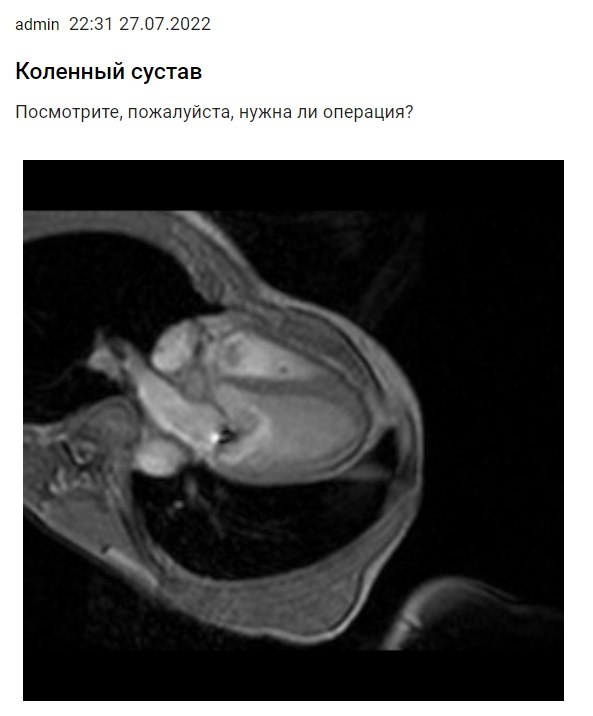 admin 22:31 27.07.2022
Коленный сустав
Посмотрите, пожалуйста, нужна ли операция?